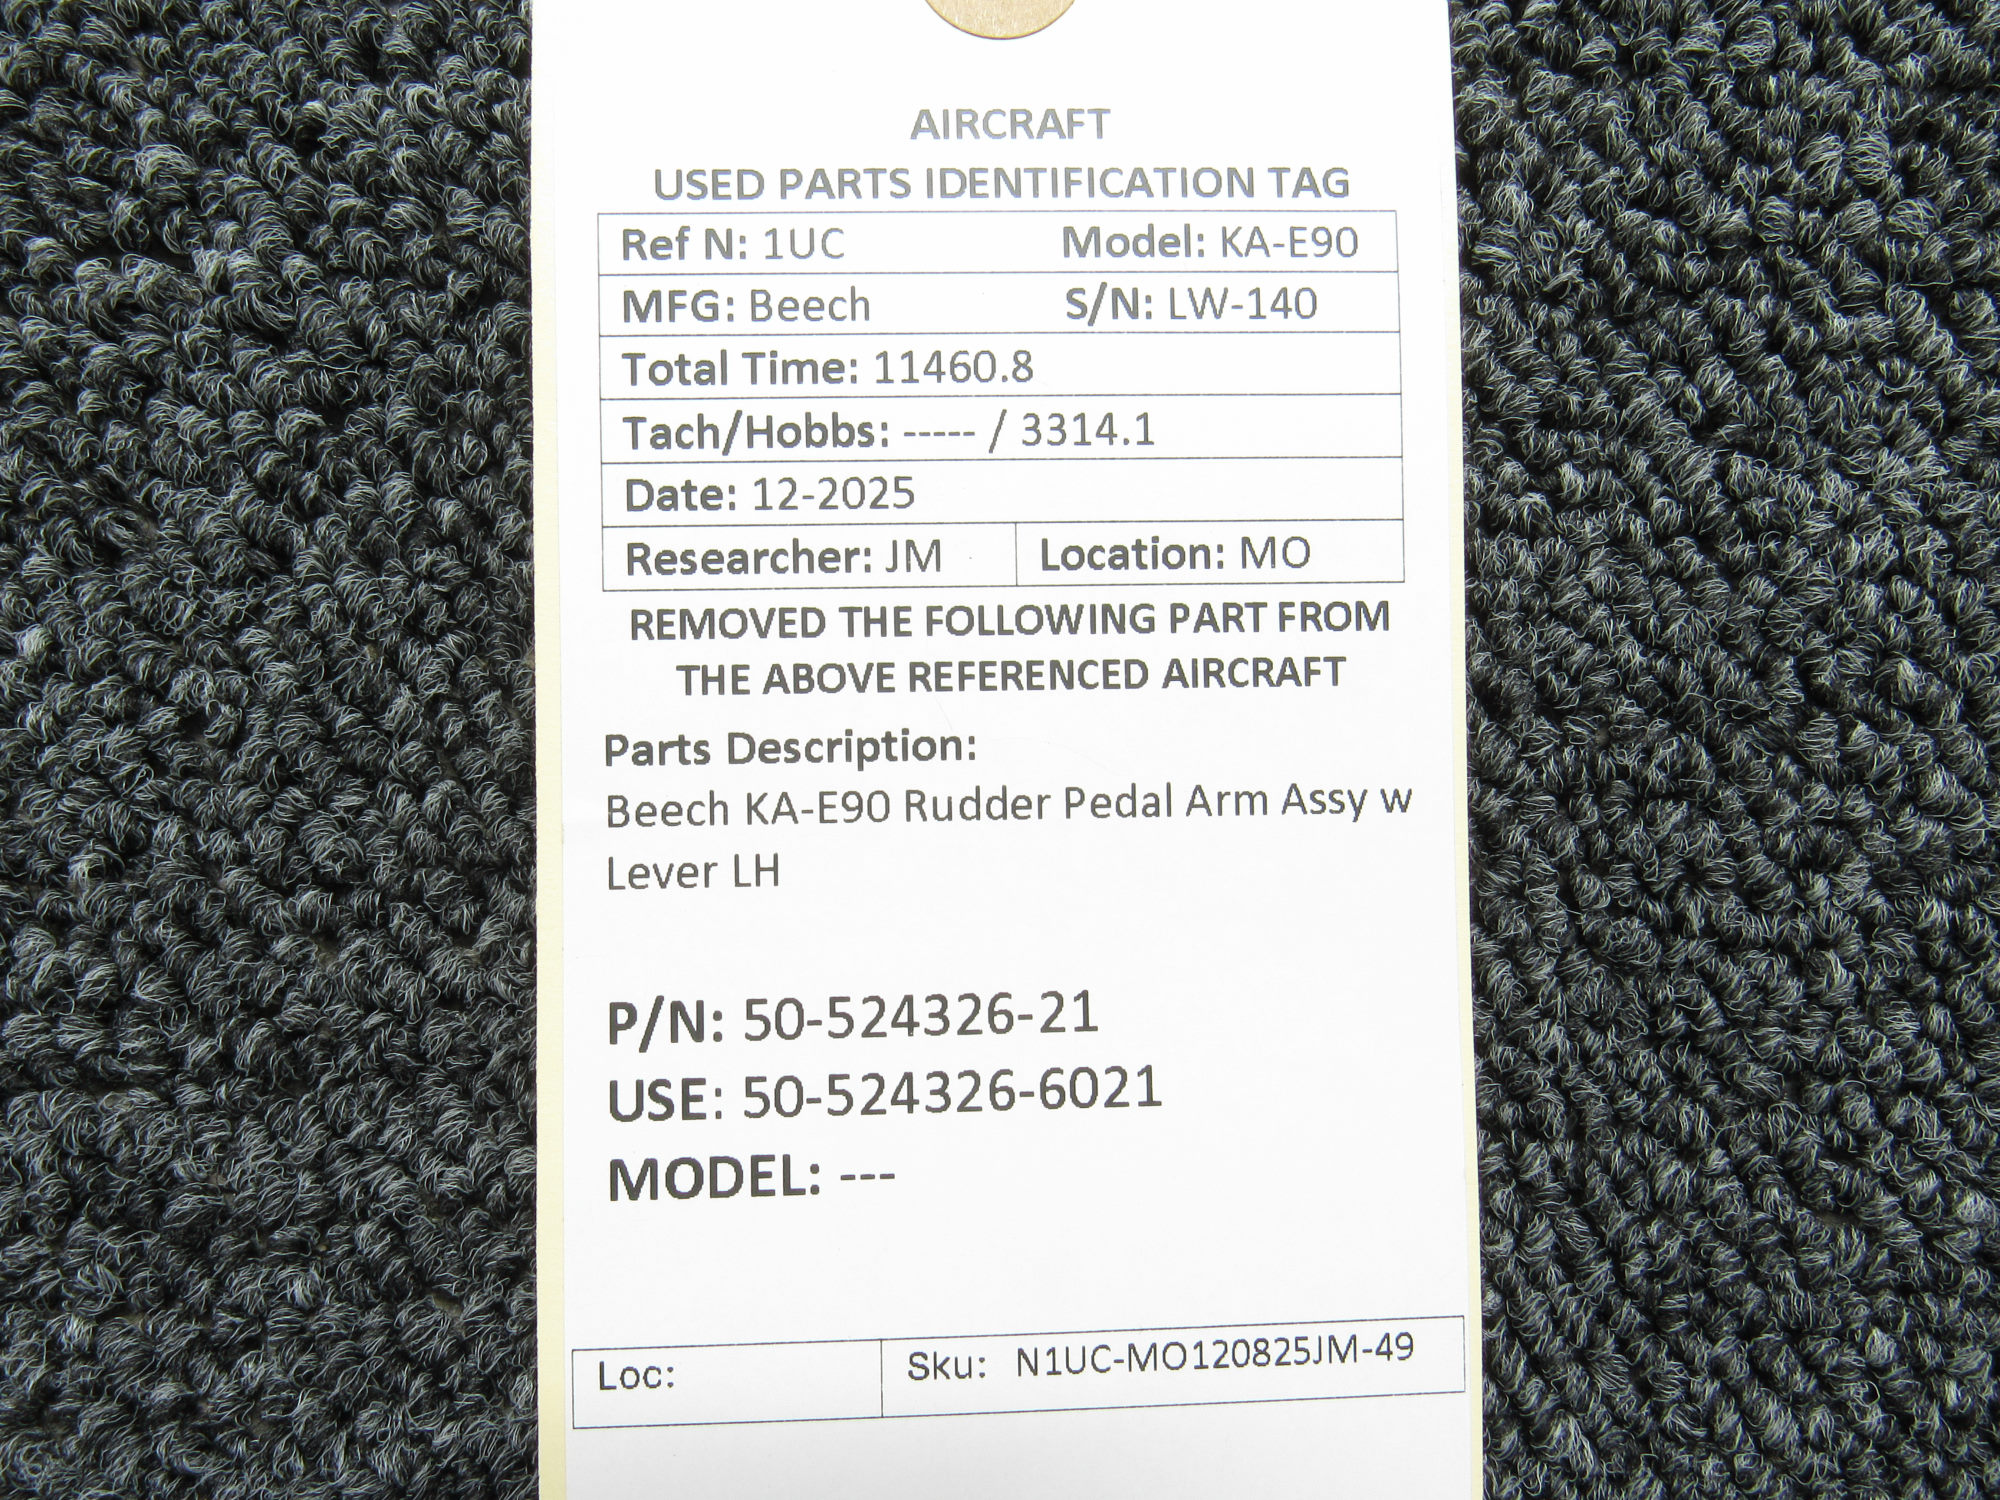 AIRCRAFT
USED PARTS IDENTIFICATION TAG
Ref N: 1UC Model: KA-E90
MFG: Beech S/N: LW-140
Total Time: 11460.8
Tach/Hobbs: ----- / 3314.1
Date: 12-2025
Researcher: JM Location: MO
REMOVED THE FOLLOWING PART FROM
THE ABOVE REFERENCED AIRCRAFT
Parts Description:
Beech KA-E90 Rudder Pedal Arm Assy w
Lever LH
P/N: 50-524326-21
USE: 50-524326-6021
MODEL: ---
Loc: Sku: N1UC-MO120825JM-49